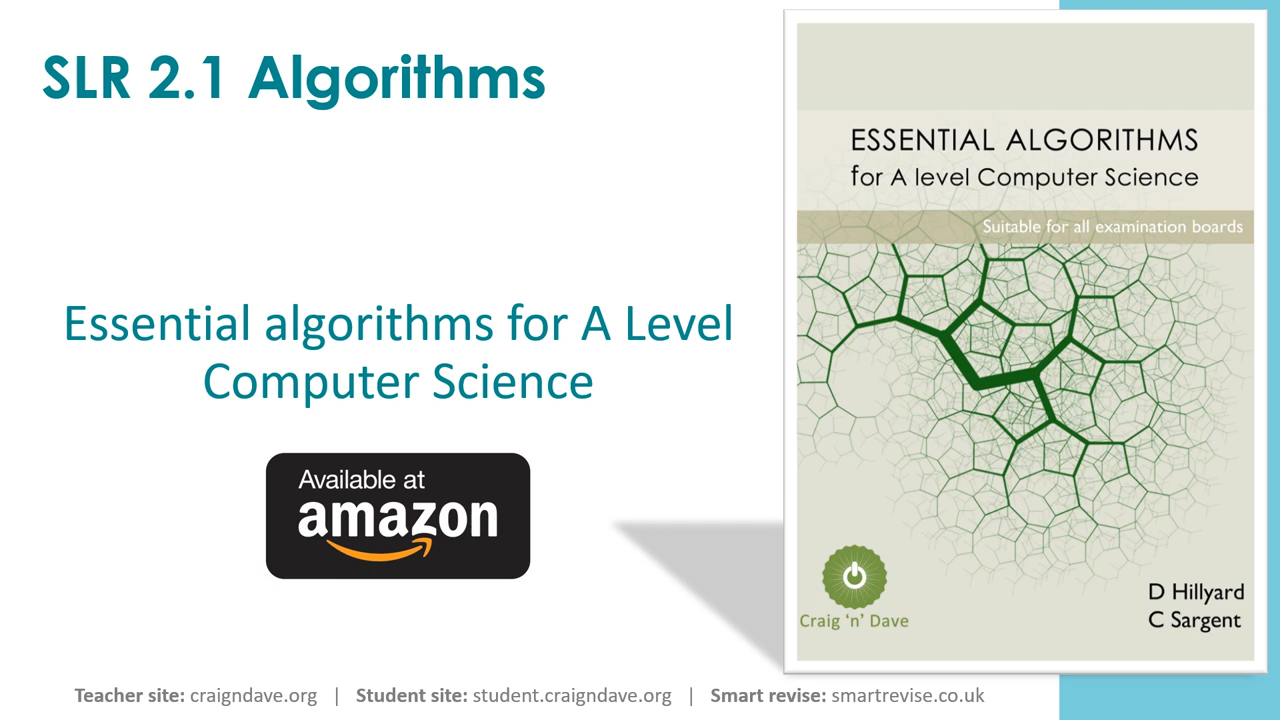 SLR 2.1 Algorithms
Essential algorithms for A Level
Computer Science
Available at
amazon
ESSENTIAL ALGORITHMS
for A level Computer Science
Suitable for all examination boards
Craig ‘n’ Dave
D Hillyard
C Sargent
Teacher site: craigndave.org | Student site: student.craigndave.org | Smart revise: smartrevise.co.uk